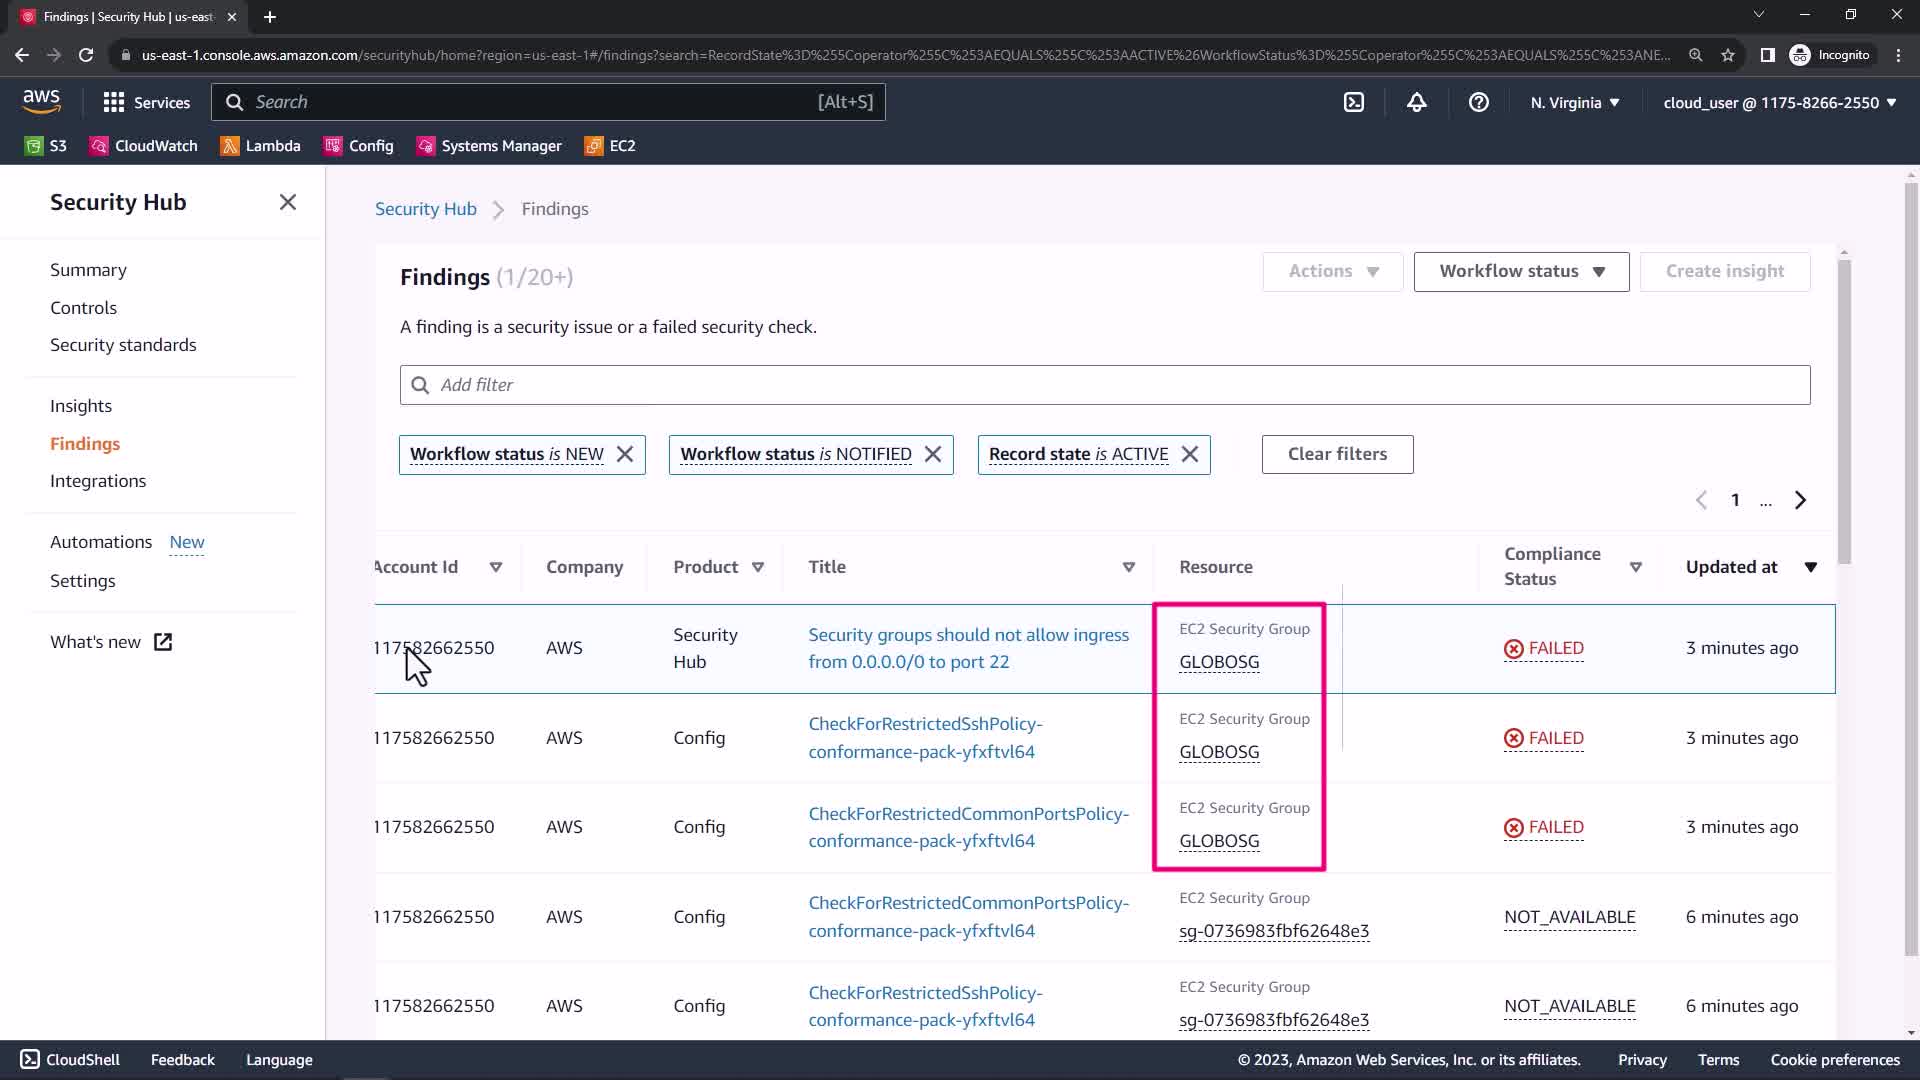 Findings | Security Hub | us-east-
us-east-1.console.aws.amazon.com/securityhub/home?region=us-east-1#/findings?search=RecordState%3D%255Coperator%255C%253AEQUALS%255C%253AACTIVE%26WorkflowStatus%3D%255Coperator%255C%253AEQUALS%255C%253ANE...
Incognito
aws
Services
Search
[Alt+S]
N. Virginia
cloud_user @ 1175-8266-2550
S3
CloudWatch
Lambda
Config
Systems Manager
EC2
Security Hub
Summary
Controls
Security standards
Insights
Findings
Integrations
Automations New
Settings
What's new
Security Hub
Findings
Findings (1/20+)
Actions
Workflow status
Create insight
A finding is a security issue or a failed security check.
Add filter
Workflow status is NEW
Workflow status is NOTIFIED
Record state is ACTIVE
Clear filters
1 ...
Account Id
Company
Product
Title
Resource
Compliance
Status
Updated at
117582662550
AWS
Security
Hub
Security groups should not allow ingress
from 0.0.0.0/0 to port 22
EC2 Security Group
GLOBOSG
FAILED
3 minutes ago
117582662550
AWS
Config
CheckForRestrictedSshPolicy-
conformance-pack-yfxftvl64
EC2 Security Group
GLOBOSG
FAILED
3 minutes ago
117582662550
AWS
Config
CheckForRestrictedCommonPortsPolicy-
conformance-pack-yfxftvl64
EC2 Security Group
GLOBOSG
FAILED
3 minutes ago
117582662550
AWS
Config
CheckForRestrictedCommonPortsPolicy-
conformance-pack-yfxftvl64
EC2 Security Group
sg-0736983fbf62648e3
NOT_AVAILABLE
6 minutes ago
117582662550
AWS
Config
CheckForRestrictedSshPolicy-
conformance-pack-yfxftvl64
EC2 Security Group
sg-0736983fbf62648e3
NOT_AVAILABLE
6 minutes ago
CloudShell
Feedback
Language
© 2023, Amazon Web Services, Inc. or its affiliates.
Privacy
Terms
Cookie preferences